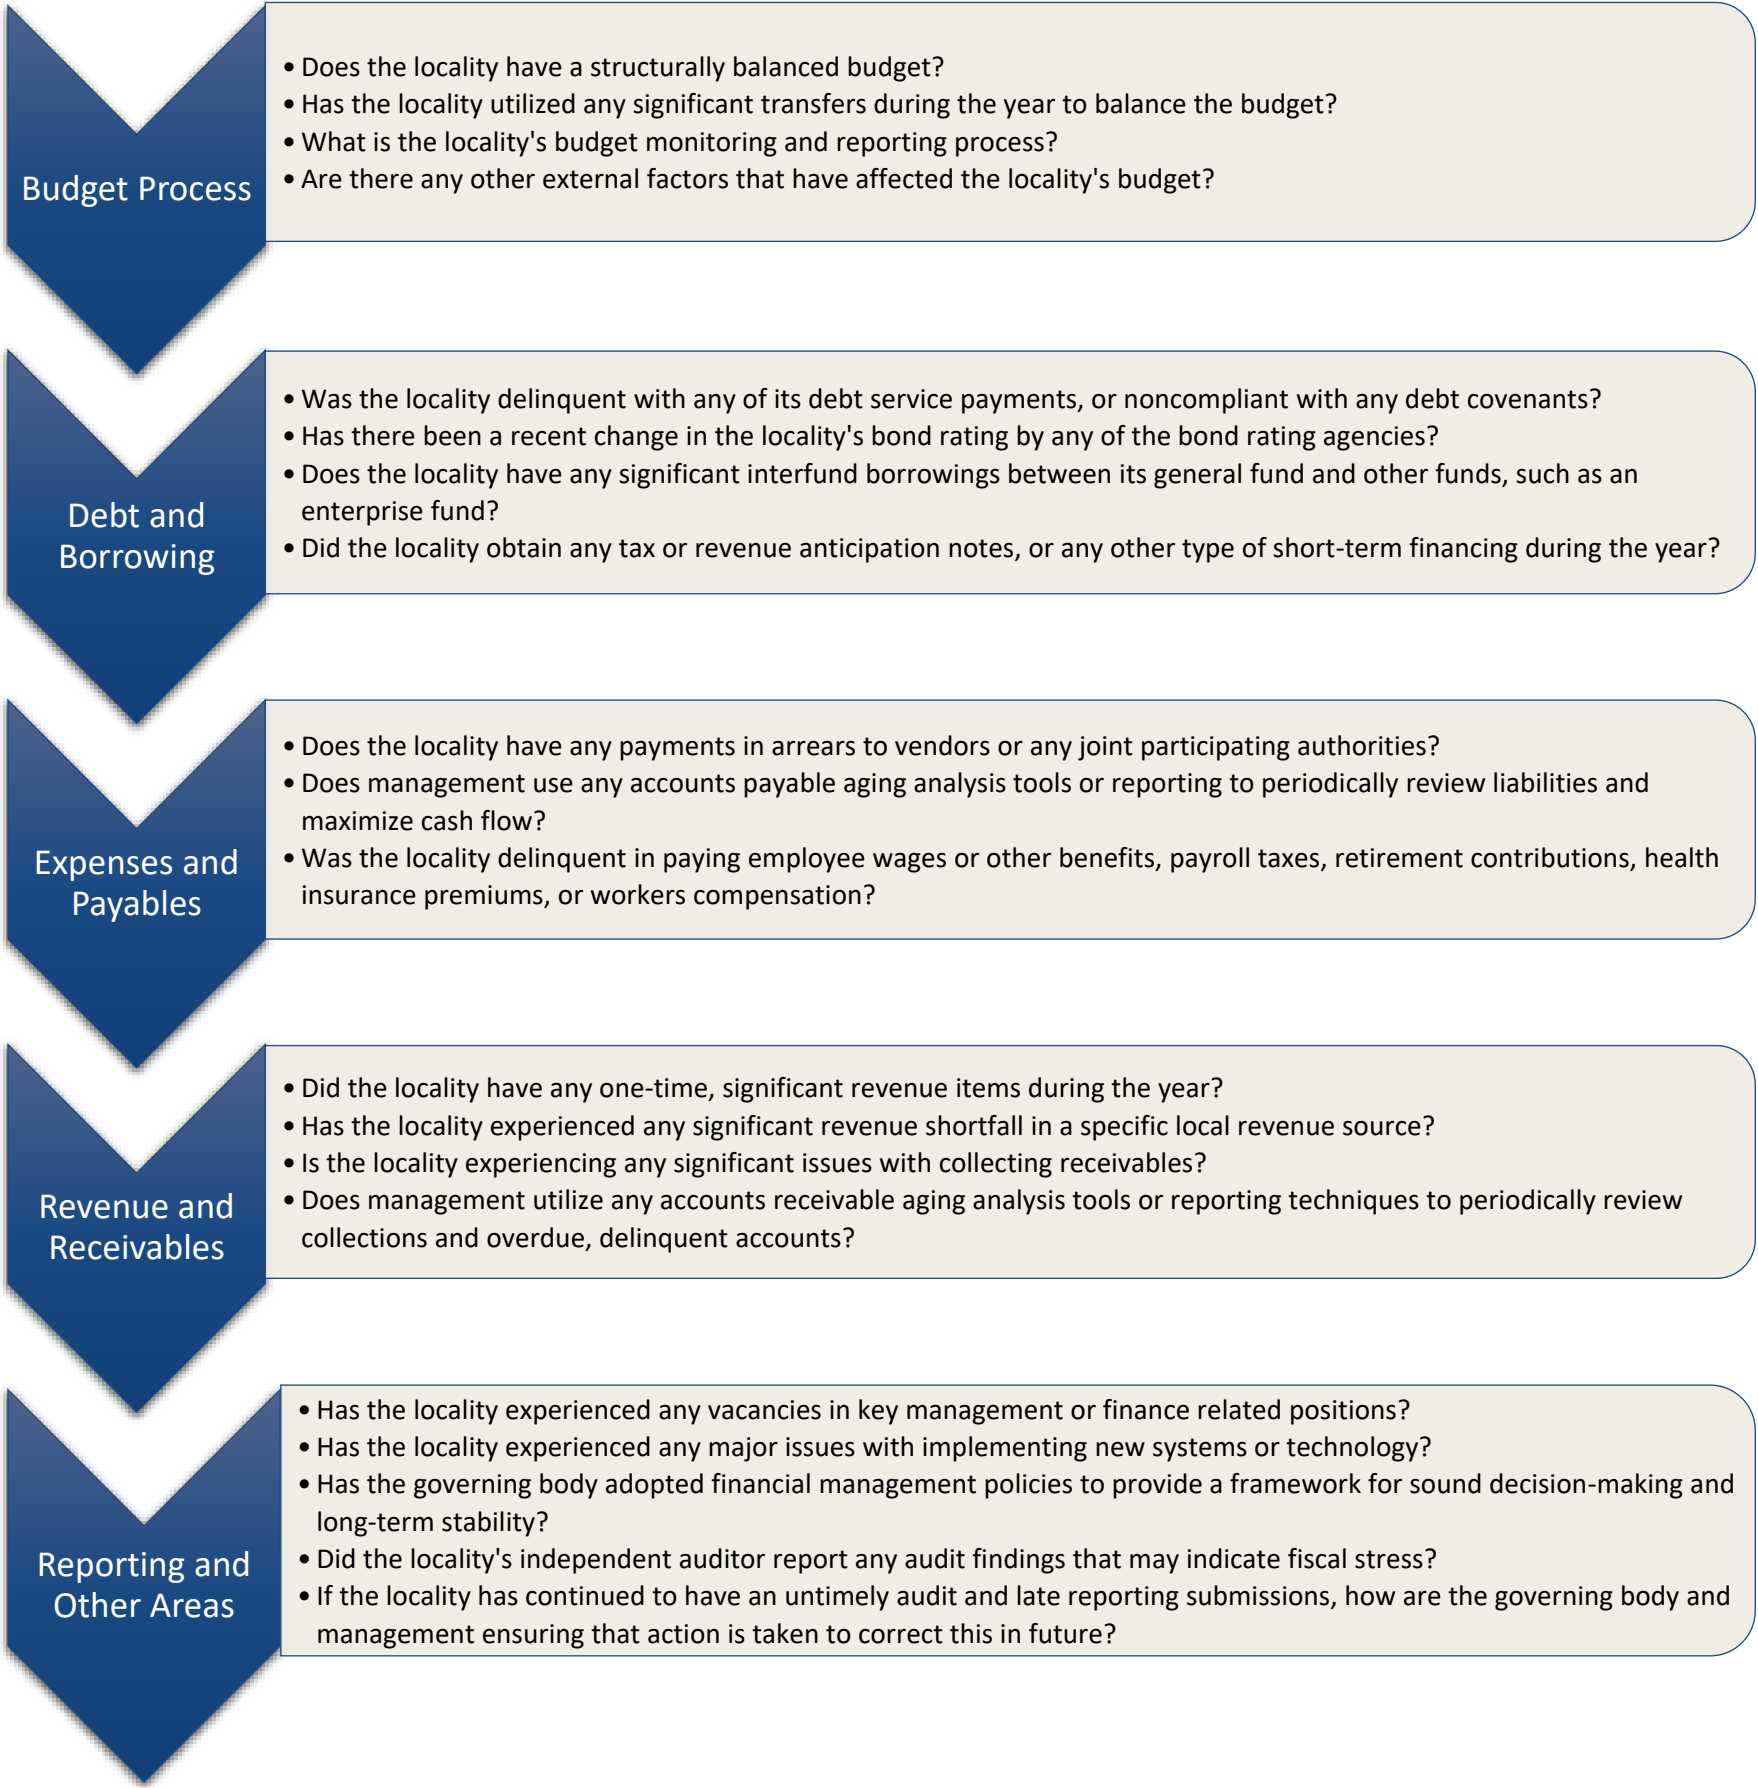 Budget Process
• Does the locality have a structurally balanced budget?
• Has the locality utilized any significant transfers during the year to balance the budget?
• What is the locality's budget monitoring and reporting process?
• Are there any other external factors that have affected the locality's budget?
Debt and
Borrowing
• Was the locality delinquent with any of its debt service payments, or noncompliant with any debt covenants?
• Has there been a recent change in the locality's bond rating by any of the bond rating agencies?
• Does the locality have any significant interfund borrowings between its general fund and other funds, such as an
enterprise fund?
• Did the locality obtain any tax or revenue anticipation notes, or any other type of short-term financing during the year?
Expenses and
Payables
• Does the locality have any payments in arrears to vendors or any joint participating authorities?
• Does management use any accounts payable aging analysis tools or reporting to periodically review liabilities and
maximize cash flow?
• Was the locality delinquent in paying employee wages or other benefits, payroll taxes, retirement contributions, health
insurance premiums, or workers compensation?
Revenue and
Receivables
• Did the locality have any one-time, significant revenue items during the year?
• Has the locality experienced any significant revenue shortfall in a specific local revenue source?
• Is the locality experiencing any significant issues with collecting receivables?
• Does management utilize any accounts receivable aging analysis tools or reporting techniques to periodically review
collections and overdue, delinquent accounts?
Reporting and
Other Areas
• Has the locality experienced any vacancies in key management or finance related positions?
• Has the locality experienced any major issues with implementing new systems or technology?
• Has the governing body adopted financial management policies to provide a framework for sound decision-making and
long-term stability?
• Did the locality's independent auditor report any audit findings that may indicate fiscal stress?
• If the locality has continued to have an untimely audit and late reporting submissions, how are the governing body and
management ensuring that action is taken to correct this in future?